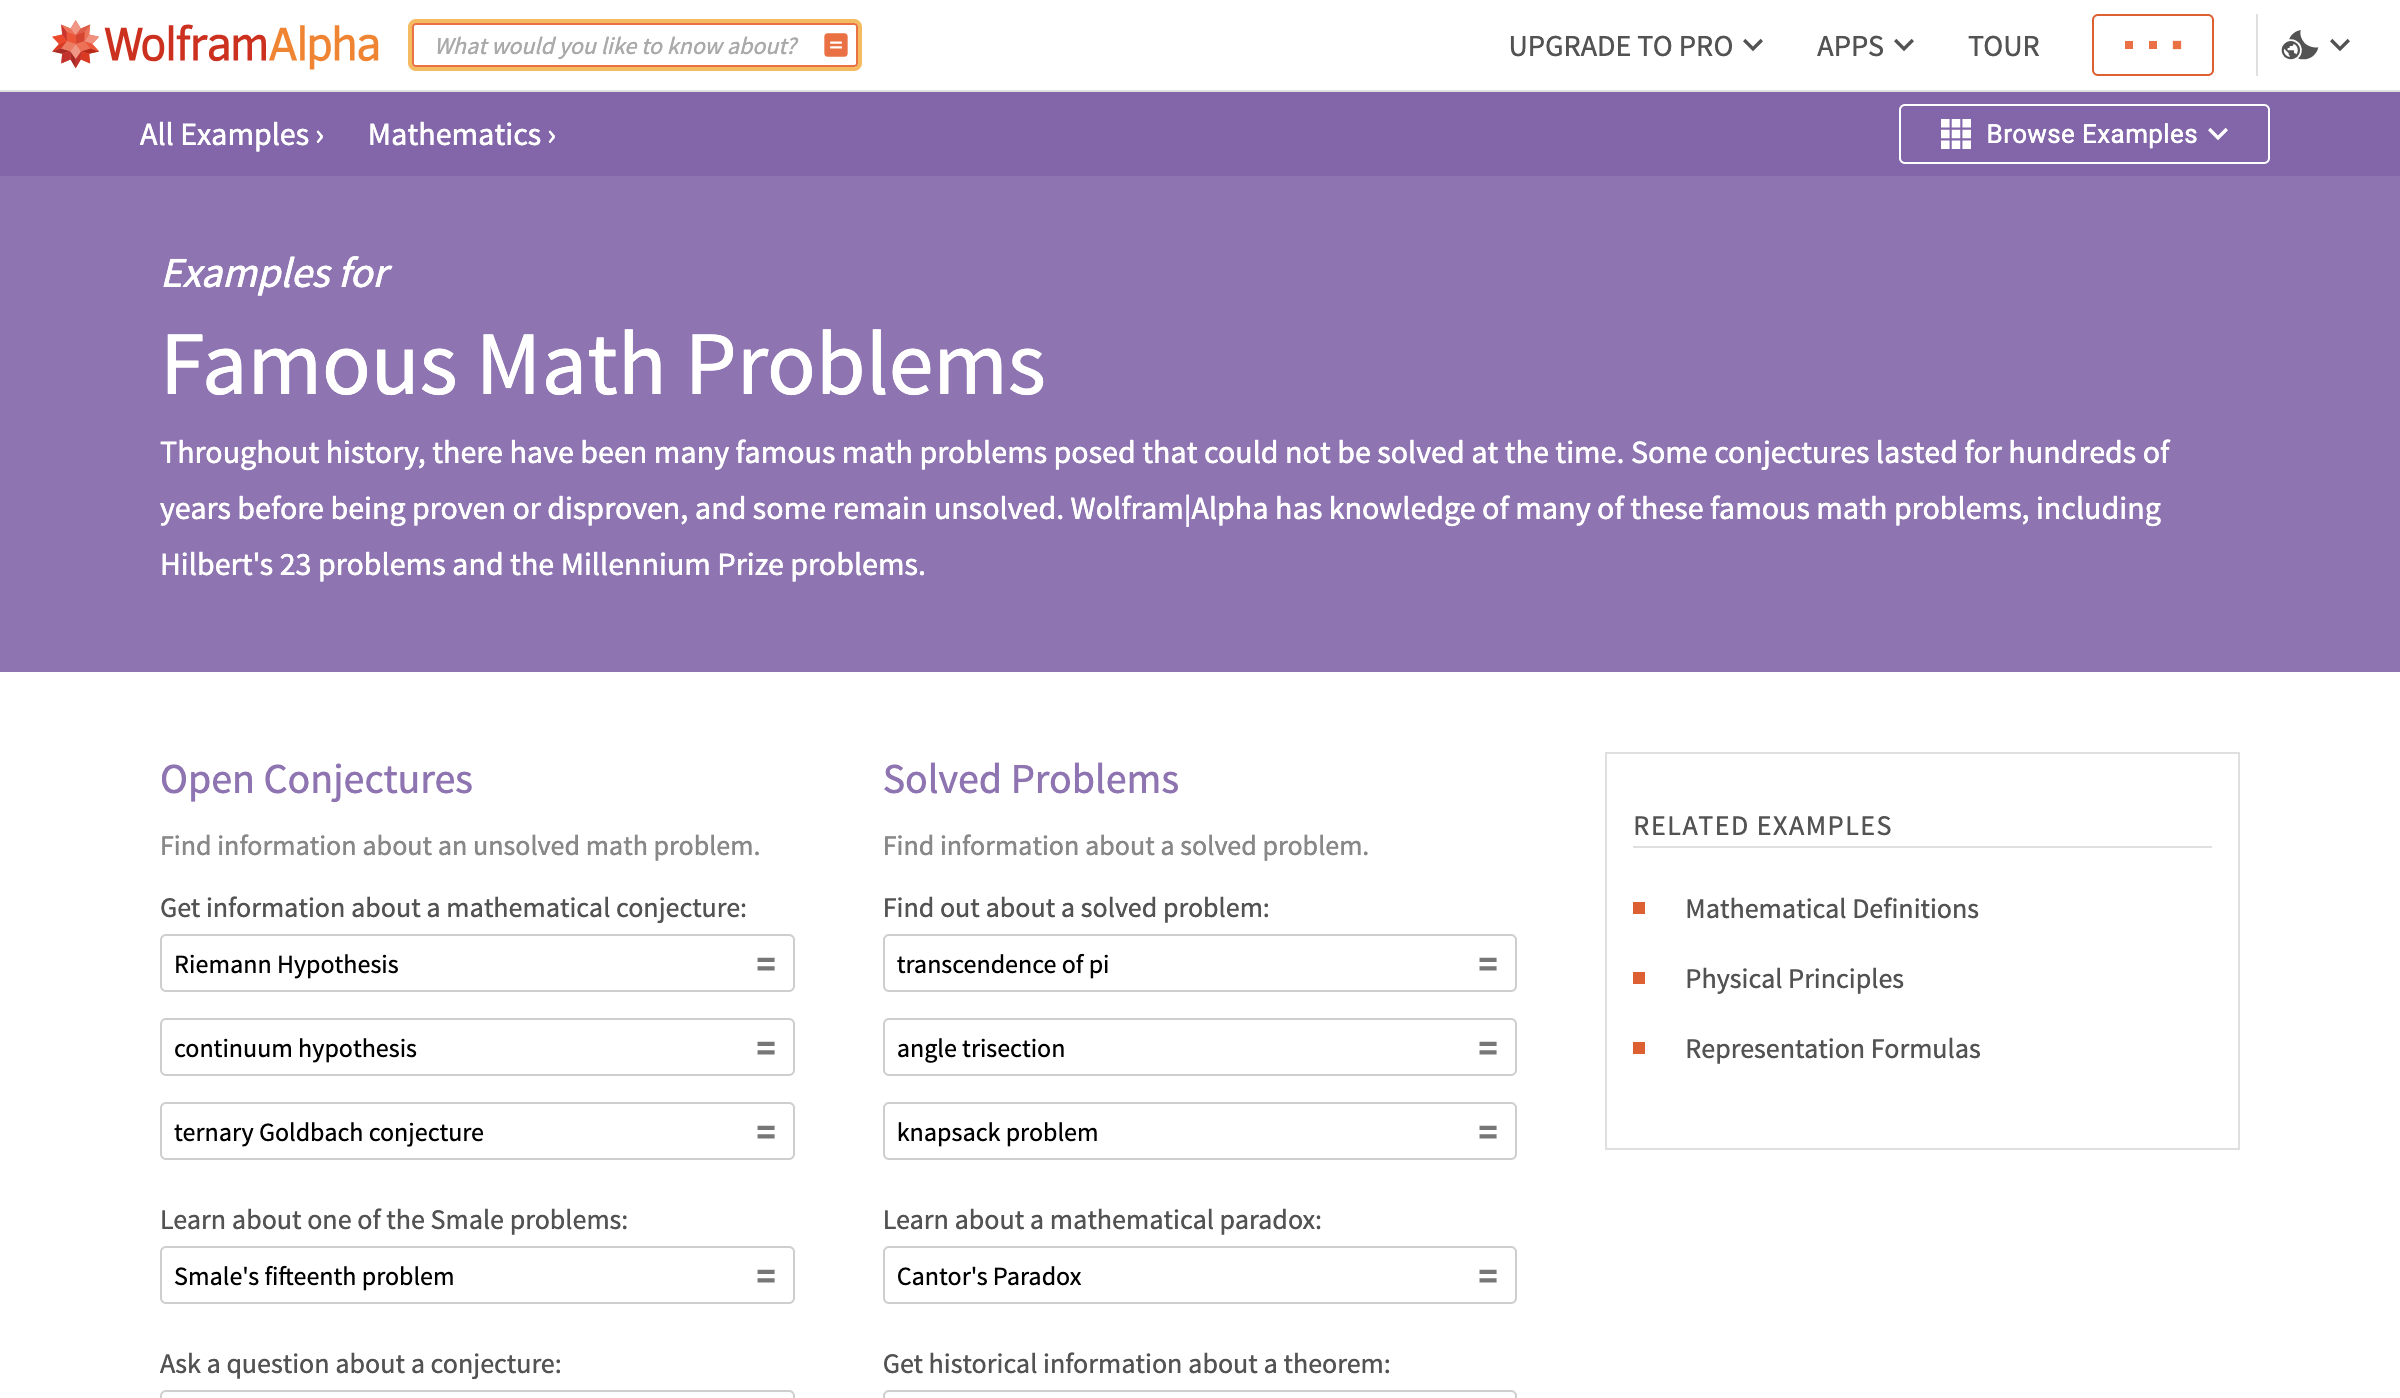 WolframAlpha
What would you like to know about?
UPGRADE TO PRO
APPS
TOUR
All Examples ›
Mathematics ›
Browse Examples
Examples for
Famous Math Problems
Throughout history, there have been many famous math problems posed that could not be solved at the time. Some conjectures lasted for hundreds of
years before being proven or disproven, and some remain unsolved. Wolfram|Alpha has knowledge of many of these famous math problems, including
Hilbert's 23 problems and the Millennium Prize problems.
Open Conjectures
Find information about an unsolved math problem.
Get information about a mathematical conjecture:
Riemann Hypothesis
continuum hypothesis
ternary Goldbach conjecture
Learn about one of the Smale problems:
Smale's fifteenth problem
Ask a question about a conjecture:
Solved Problems
Find information about a solved problem.
Find out about a solved problem:
transcendence of pi
angle trisection
knapsack problem
Learn about a mathematical paradox:
Cantor's Paradox
Get historical information about a theorem:
RELATED EXAMPLES
Mathematical Definitions
Physical Principles
Representation Formulas